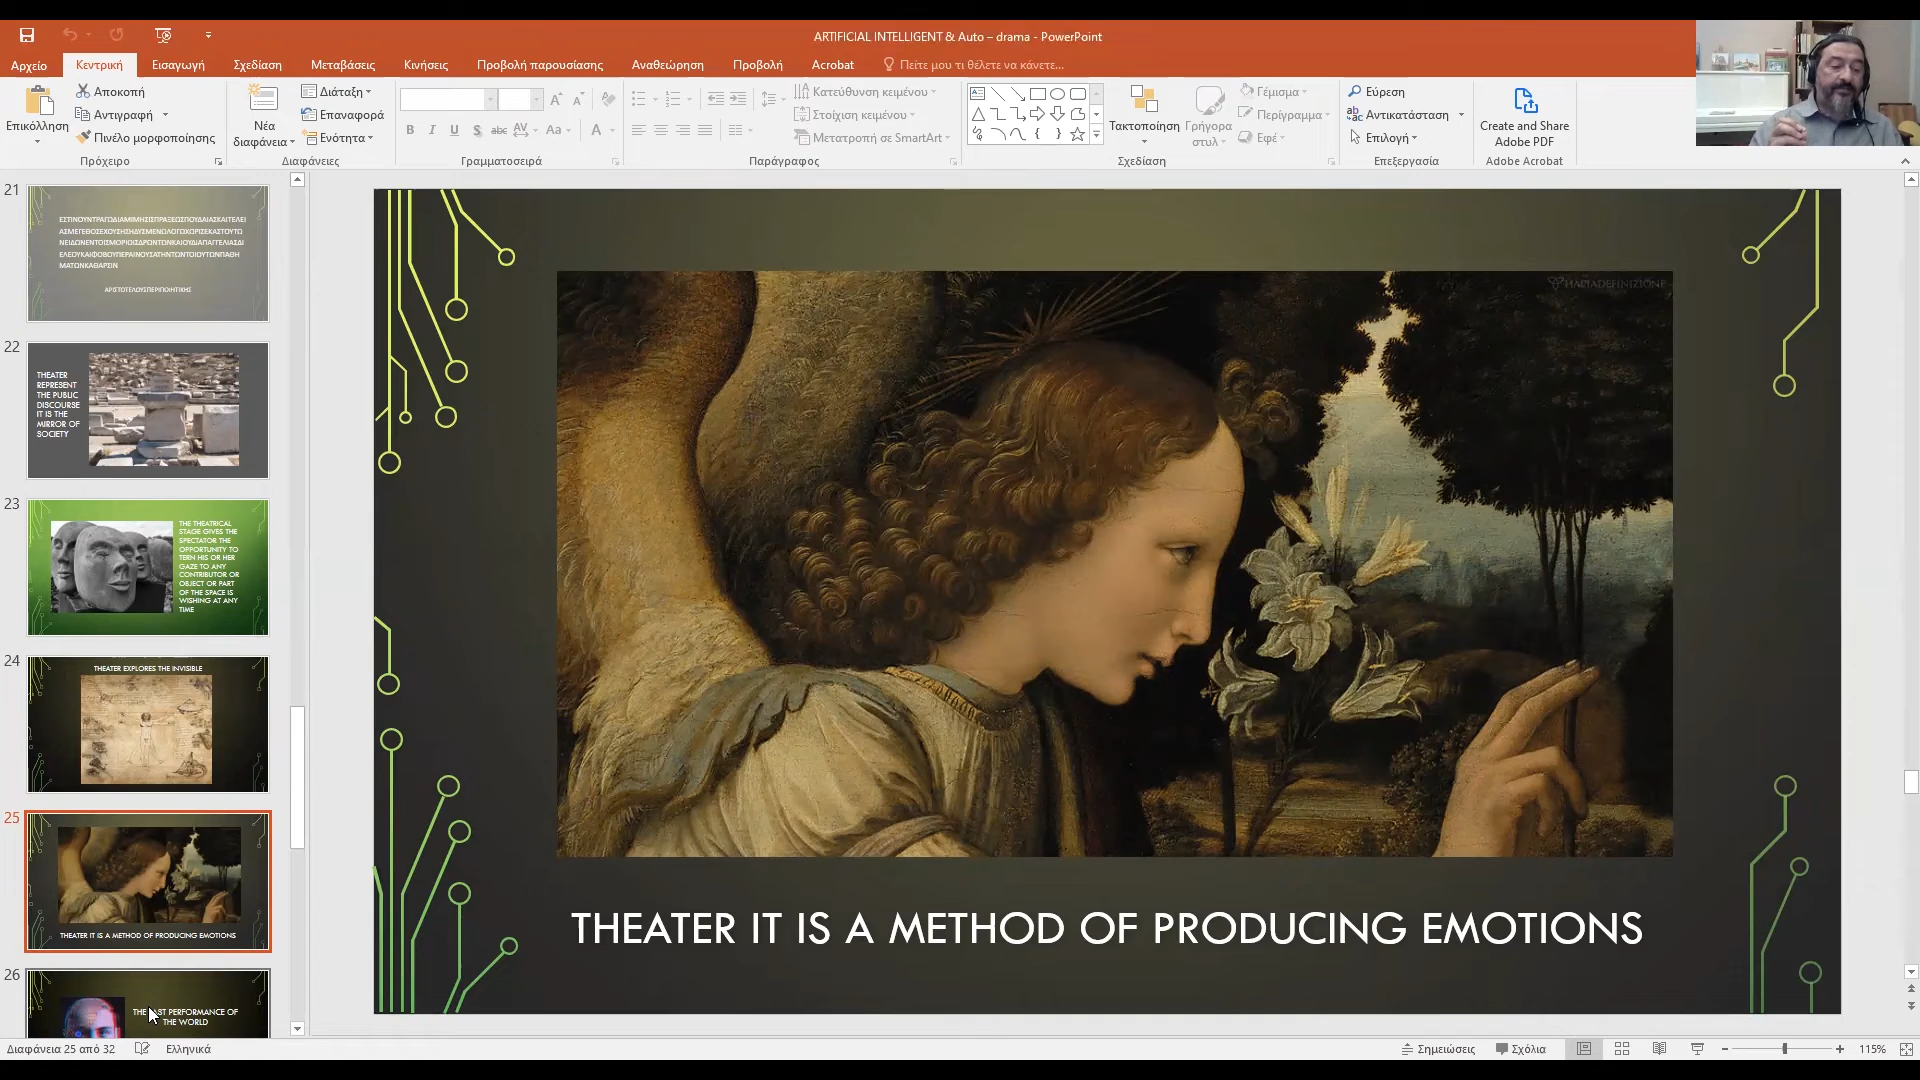 ARTIFICIAL INTELLIGENT & Auto – drama - PowerPoint
Αρχείο Κεντρική Εισαγωγή Σχεδίαση Μεταβάσεις Κινήσεις Προβολή παρουσίασης Αναθεώρηση Προβολή Acrobat Πείτε μου τι θέλετε να κάνετε...
Επικόλληση
Αποκοπή
Αντιγραφή
Πινέλο μορφοποίησης
Πρόχειρο
Νέα
διαφάνεια
Διάταξη
Επαναφορά
Ενότητα
Διαφάνειες
B I U S abc AV Aa A
Γραμματοσειρά
Κατεύθυνση κειμένου
Στοίχιση κειμένου
Μετατροπή σε SmartArt
Παράγραφος
Τακτοποίηση
Γρήγορα
στυλ
Γέμισμα
Περίγραμμα
Εφέ
Σχεδίαση
Εύρεση
Αντικατάσταση
Επιλογή
Επεξεργασία
Create and Share
Adobe PDF
Adobe Acrobat
21
ΑΡΙΣΤΟΤΕΛΟΥΣΠΕΡΙΠΟΙΗΤΙΚΗΣ
22
THEATER
REPRESENT
THE PUBLIC
DISCOURSE
IT IS THE
MIRROR OF
SOCIETY
23
THE THEATRICAL
STAGE GIVES THE
SPECTATOR THE
OPPORTUNITY TO
TERN HIS OR HER
GAZE TO ANY
CONTRIBUTOR OR
OBJECT OR PART
OF THE SPACE IS
WISHING AT ANY
TIME
24
THEATER EXPLORES THE INVISIBLE
25
THEATER IT IS A METHOD OF PRODUCING EMOTIONS
26
PERFORMANCE OF
THE WORLD
HALTADEFINIZIONE
THEATER IT IS A METHOD OF PRODUCING EMOTIONS
Διαφάνεια 25 από 32 Ελληνικά Σημειώσεις Σχόλια 115%